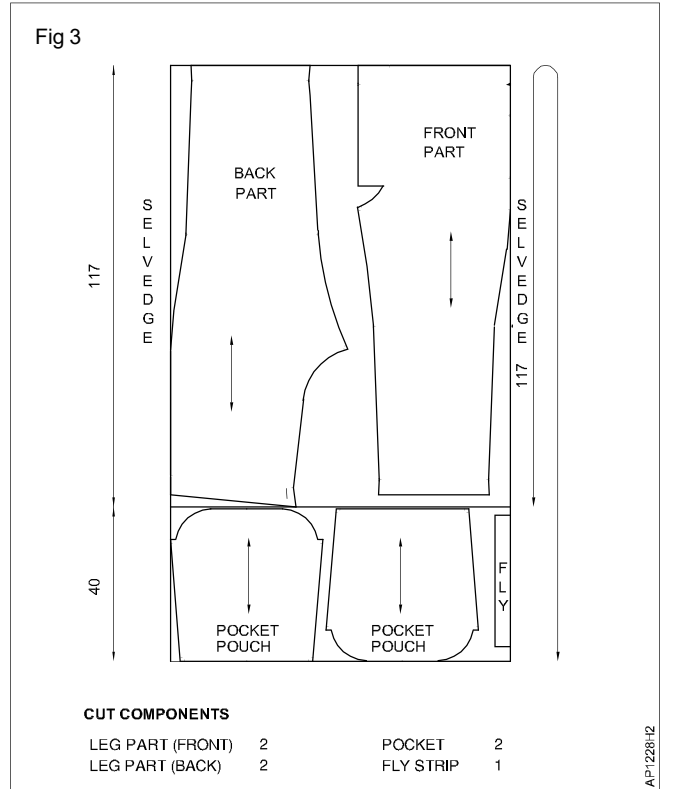 Fig 3
FRONT
PART
BACK
PART
SELVEDGE
SELVEDGE
117
117
40
FLY
POCKET
POUCH
POCKET
POUCH
CUT COMPONENTS
LEG PART (FRONT) 2
LEG PART (BACK) 2
POCKET 2
FLY STRIP 1
AP1228H2